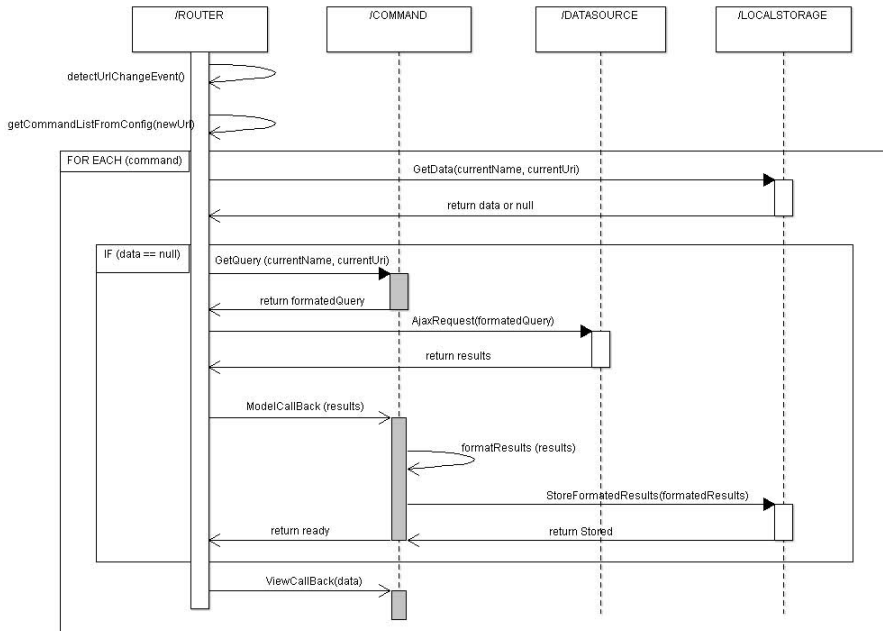 /ROUTER
/COMMAND
/DATASOURCE
/LOCALSTORAGE
detectUrlChangeEvent()
getCommandListFromConfig(newUrl)
FOR EACH (command)
GetData(currentName, currentUri)
return data or null
IF (data == null)
GetQuery (currentName, currentUri)
return formatedQuery
AjaxRequest(formatedQuery)
return results
ModelCallBack (results)
formatResults (results)
StoreFormatedResults(formatedResults)
return ready
return Stored
ViewCallBack(data)